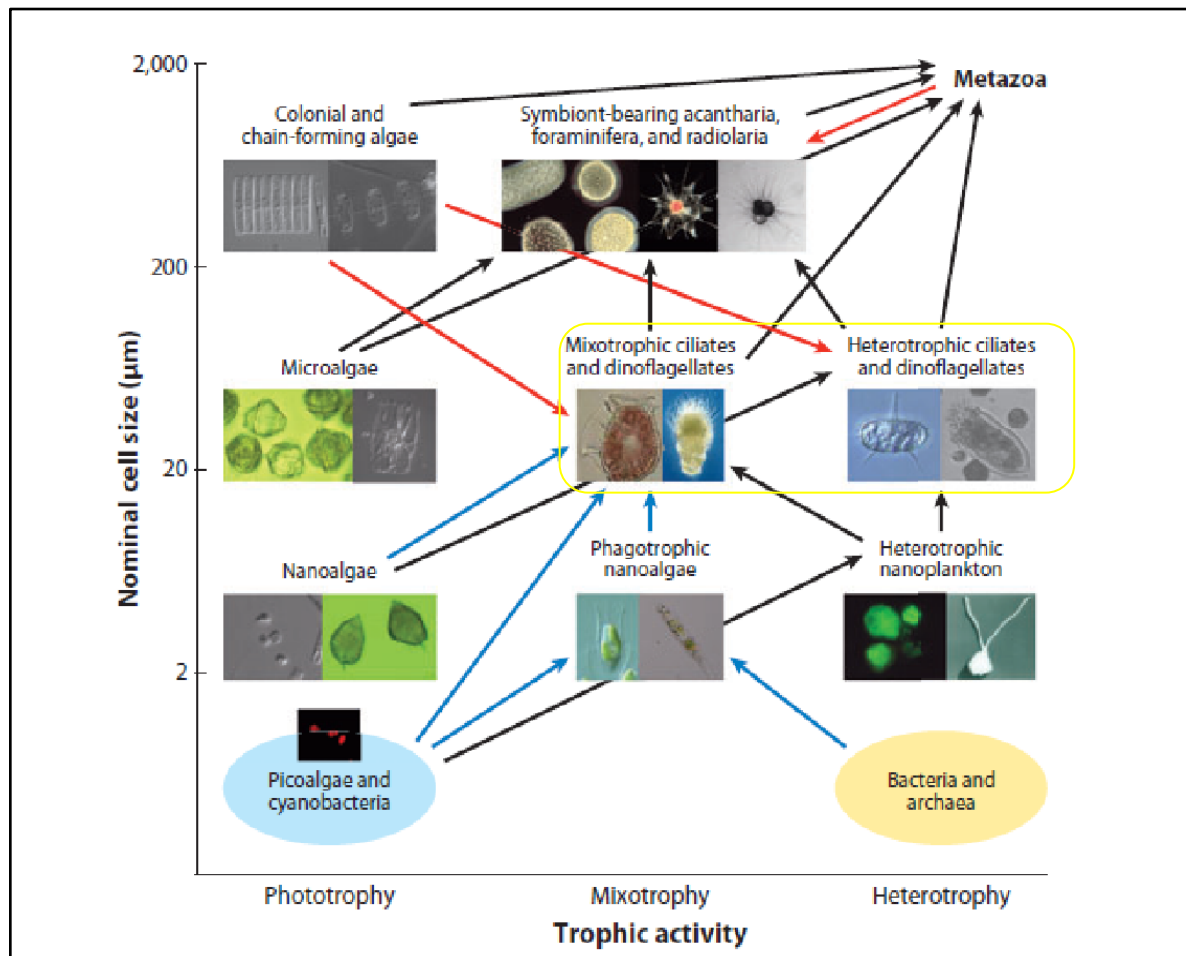 2,000
Metazoa
Colonial and
chain-forming algae
Symbiont-bearing acantharia,
foraminifera, and radiolaria
200
Nominal cell size (µm)
Microalgae
Mixotrophic ciliates
and dinoflagellates
Heterotrophic ciliates
and dinoflagellates
20
Nanoalgae
Phagotrophic
nanoalgae
Heterotrophic
nanoplankton
2
Picoalgae and
cyanobacteria
Bacteria and
archaea
Phototrophy
Mixotrophy
Heterotrophy
Trophic activity